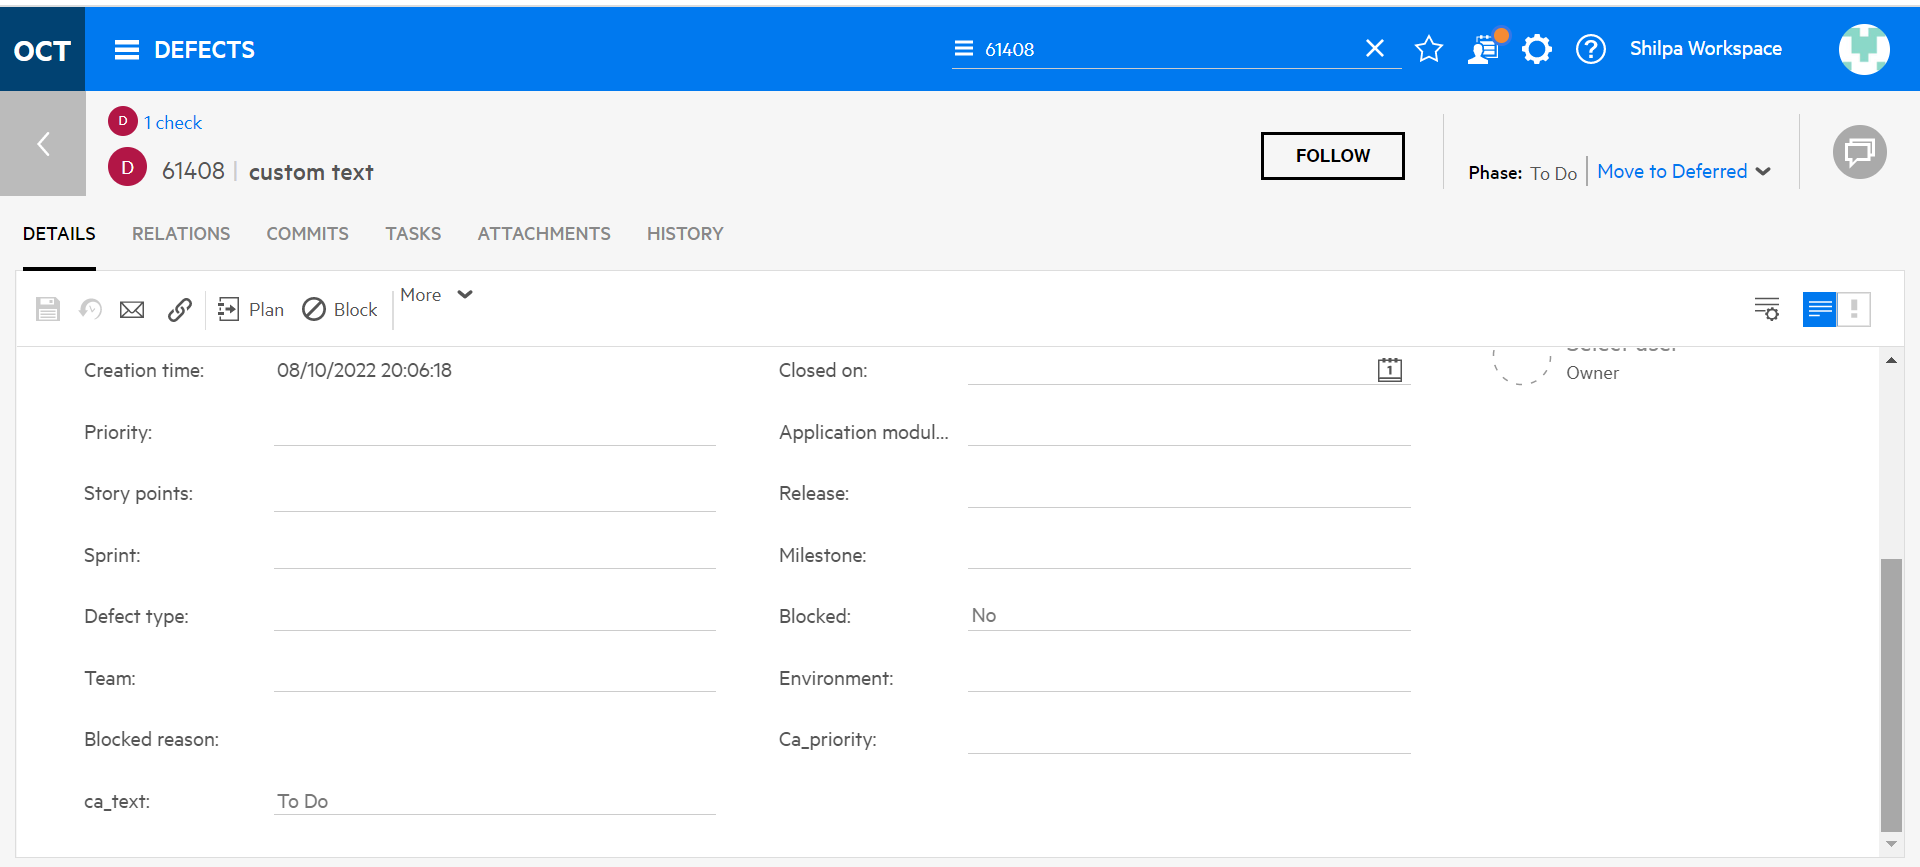 OCT DEFECTS 61408 Shilpa Workspace
D 1 check
D 61408 custom text
FOLLOW
Phase: To Do Move to Deferred
DETAILS RELATIONS COMMITS TASKS ATTACHMENTS HISTORY
Plan Block More
Select user
Owner
Creation time: 08/10/2022 20:06:18 Closed on: 1
Priority: Application modul...
Story points: Release:
Sprint: Milestone:
Defect type: Blocked: No
Team: Environment:
Blocked reason: Ca_priority:
ca_text: To Do